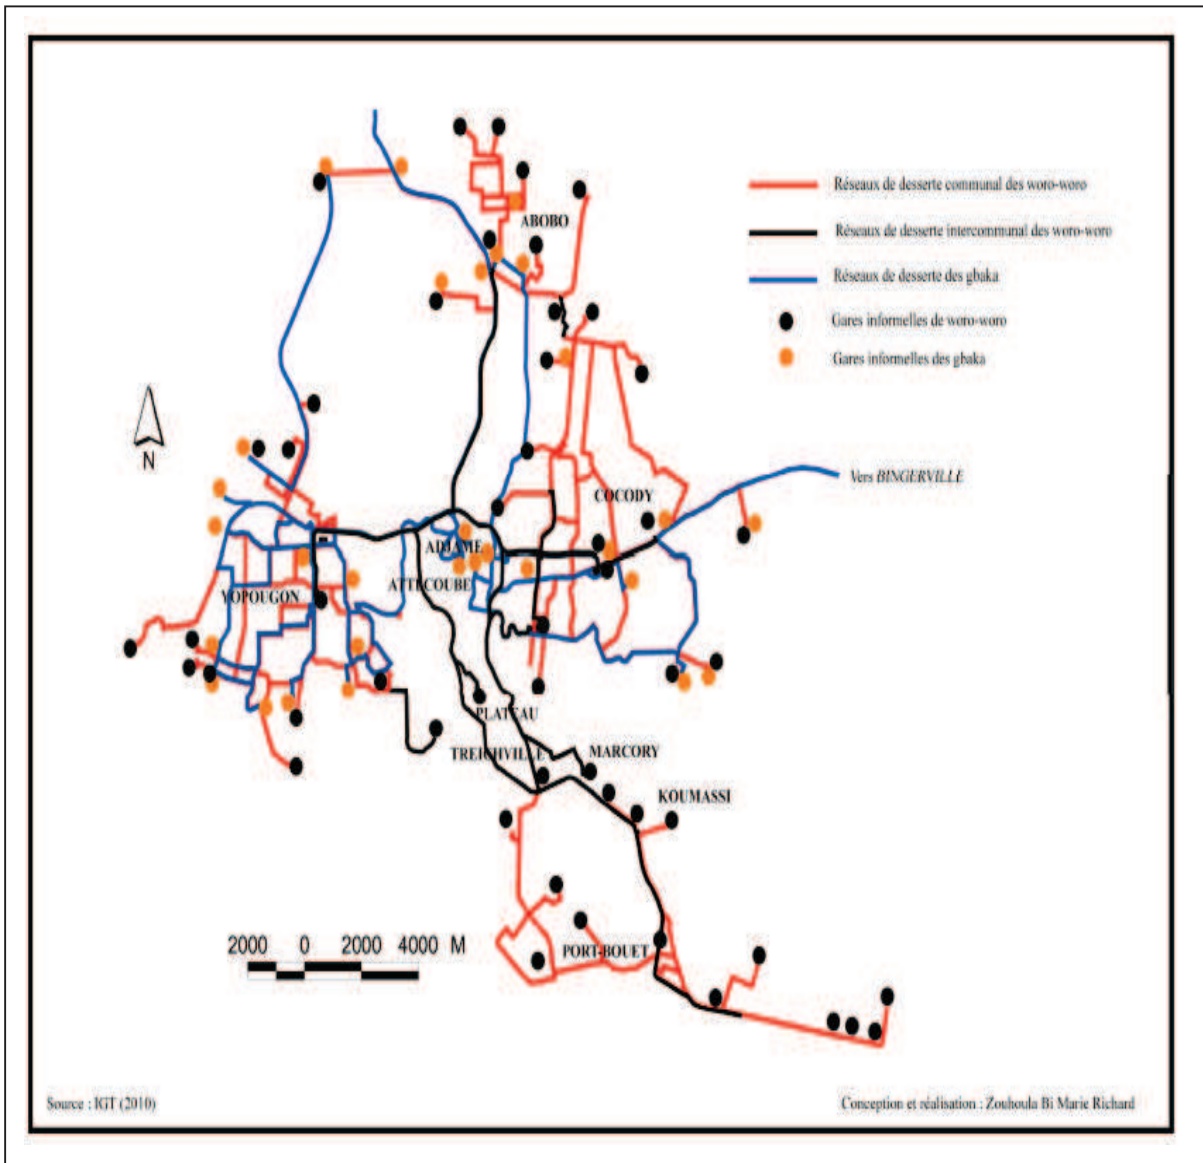 Réseaux de desserte communal des woro-woro
ABOBO
Réseaux de desserte intercommunal des woro-woro
Réseaux de desserte des gbaka
Gares informelles de woro-woro
Gares informelles des gbaka
N
Vers BINGERVILLE
COCODY
ADJAME
ATTECOUBE
YOPOUGON
PLATEAU
TREICHVILLE
MARCORY
KOUMASSI
2000 0 2000 4000 M
PORT-BOUET
Source : IGT (2010)
Conception et réalisation : Zouhoula Bi Marie Richard